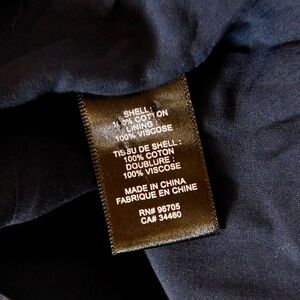 SHELL :
100% COTTON
LINING :
100% VISCOSE
TISSU DE SHELL :
100% COTON
DOUBLURE :
100% VISCOSE
MADE IN CHINA
FABRIQUE EN CHINE
RN# 96705
CA# 34460